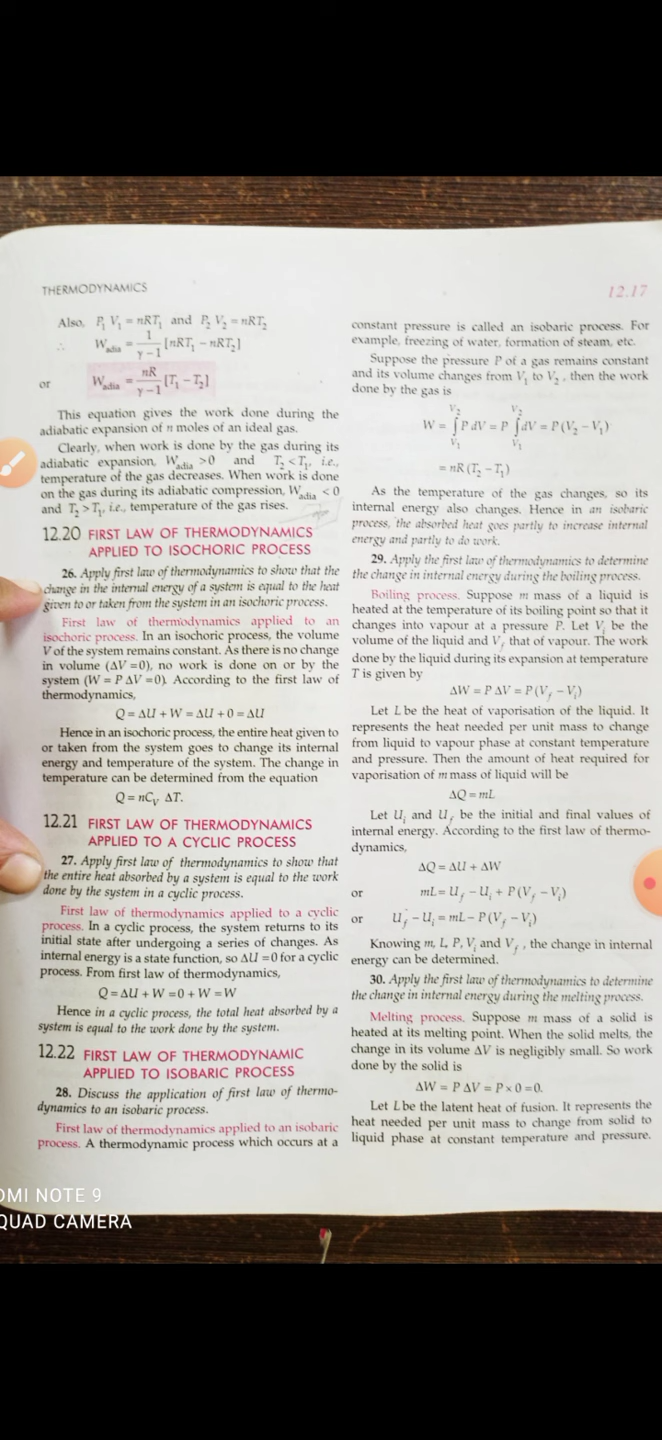 THERMODYNAMICS
12.17
Also, P₁ V₁ = nRT₁ and P₂ V₂ = nRT₂
∴ W_adia = 1/(γ − 1) [nRT₁ − nRT₂]
or W_adia = nR/(γ − 1) [T₁ − T₂]
This equation gives the work done during the
adiabatic expansion of n moles of an ideal gas.
Clearly, when work is done by the gas during its
adiabatic expansion, W_adia > 0 and T₂ < T₁, i.e.,
temperature of the gas decreases. When work is done
on the gas during its adiabatic compression, W_adia < 0
and T₂ > T₁, i.e., temperature of the gas rises.
12.20 FIRST LAW OF THERMODYNAMICS
APPLIED TO ISOCHORIC PROCESS
26. Apply first law of thermodynamics to show that the
change in the internal energy of a system is equal to the heat
given to or taken from the system in an isochoric process.
First law of thermodynamics applied to an
isochoric process. In an isochoric process, the volume
V of the system remains constant. As there is no change
in volume (ΔV = 0), no work is done on or by the
system (W = P ΔV = 0). According to the first law of
thermodynamics,
Q = ΔU + W = ΔU + 0 = ΔU
Hence in an isochoric process, the entire heat given to
or taken from the system goes to change its internal
energy and temperature of the system. The change in
temperature can be determined from the equation
Q = nC_V ΔT.
12.21 FIRST LAW OF THERMODYNAMICS
APPLIED TO A CYCLIC PROCESS
27. Apply first law of thermodynamics to show that
the entire heat absorbed by a system is equal to the work
done by the system in a cyclic process.
First law of thermodynamics applied to a cyclic
process. In a cyclic process, the system returns to its
initial state after undergoing a series of changes. As
internal energy is a state function, so ΔU = 0 for a cyclic
process. From first law of thermodynamics,
Q = ΔU + W = 0 + W = W
Hence in a cyclic process, the total heat absorbed by a
system is equal to the work done by the system.
12.22 FIRST LAW OF THERMODYNAMIC
APPLIED TO ISOBARIC PROCESS
28. Discuss the application of first law of thermo-
dynamics to an isobaric process.
First law of thermodynamics applied to an isobaric
process. A thermodynamic process which occurs at a
constant pressure is called an isobaric process. For
example, freezing of water, formation of steam, etc.
Suppose the pressure P of a gas remains constant
and its volume changes from V₁ to V₂, then the work
done by the gas is
W = ∫_{V₁}^{V₂} P dV = P ∫_{V₁}^{V₂} dV = P (V₂ − V₁)
= nR (T₂ − T₁)
As the temperature of the gas changes, so its
internal energy also changes. Hence in an isobaric
process, the absorbed heat goes partly to increase internal
energy and partly to do work.
29. Apply the first law of thermodynamics to determine
the change in internal energy during the boiling process.
Boiling process. Suppose m mass of a liquid is
heated at the temperature of its boiling point so that it
changes into vapour at a pressure P. Let V_i be the
volume of the liquid and V_f that of vapour. The work
done by the liquid during its expansion at temperature
T is given by
ΔW = P ΔV = P (V_f − V_i)
Let L be the heat of vaporisation of the liquid. It
represents the heat needed per unit mass to change
from liquid to vapour phase at constant temperature
and pressure. Then the amount of heat required for
vaporisation of m mass of liquid will be
ΔQ = mL
Let U_i and U_f be the initial and final values of
internal energy. According to the first law of thermo-
dynamics,
ΔQ = ΔU + ΔW
or mL = U_f − U_i + P (V_f − V_i)
or U_f − U_i = mL − P (V_f − V_i)
Knowing m, L, P, V_i and V_f, the change in internal
energy can be determined.
30. Apply the first law of thermodynamics to determine
the change in internal energy during the melting process.
Melting process. Suppose m mass of a solid is
heated at its melting point. When the solid melts, the
change in its volume ΔV is negligibly small. So work
done by the solid is
ΔW = P ΔV = P × 0 = 0.
Let L be the latent heat of fusion. It represents the
heat needed per unit mass to change from solid to
liquid phase at constant temperature and pressure.
DMI NOTE 9
QUAD CAMERA